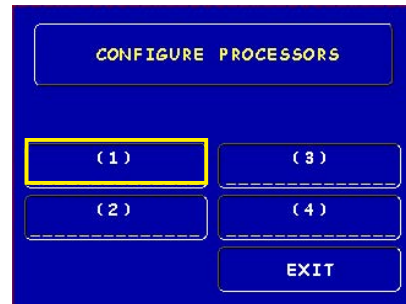 CONFIGURE PROCESSORS
(1) (3)
(2) (4)
EXIT